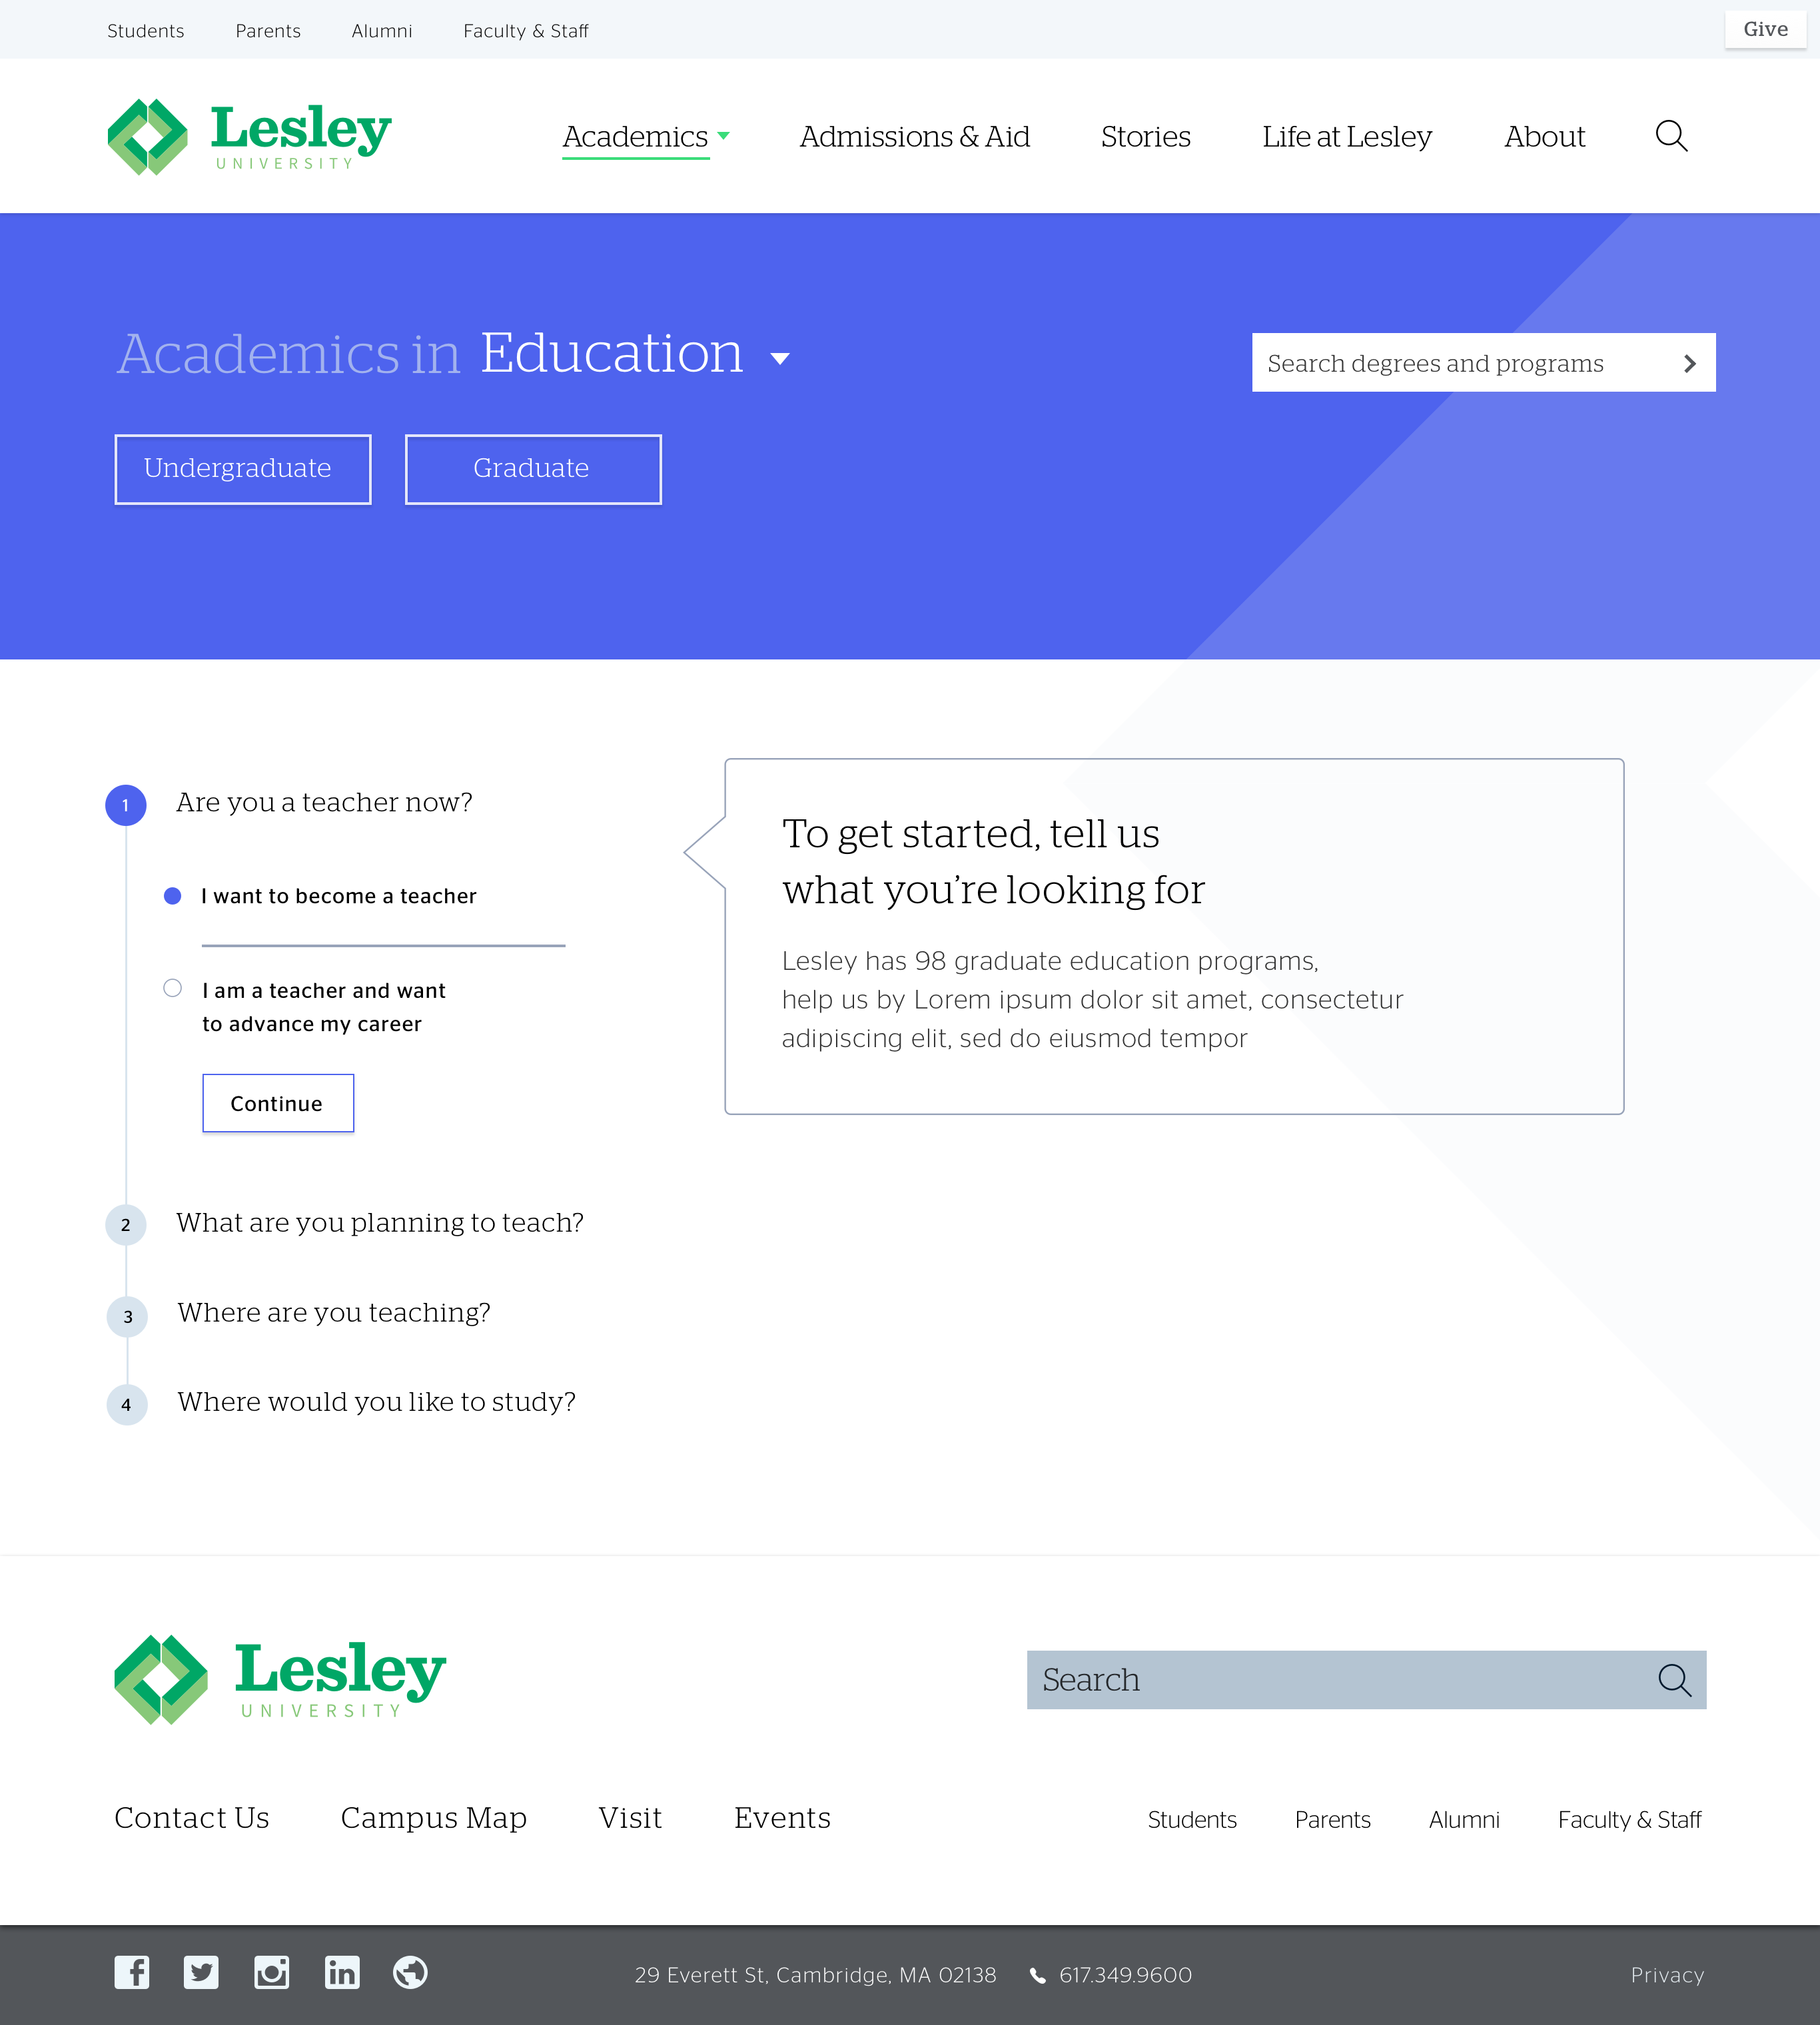 Students Parents Alumni Faculty & Staff Give
Lesley
UNIVERSITY
Academics Admissions & Aid Stories Life at Lesley About
Academics in Education
Search degrees and programs
Undergraduate Graduate
1 Are you a teacher now?
I want to become a teacher
I am a teacher and want
to advance my career
Continue
To get started, tell us
what you’re looking for
Lesley has 98 graduate education programs,
help us by Lorem ipsum dolor sit amet, consectetur
adipiscing elit, sed do eiusmod tempor
2 What are you planning to teach?
3 Where are you teaching?
4 Where would you like to study?
Lesley
UNIVERSITY
Search
Contact Us Campus Map Visit Events
Students Parents Alumni Faculty & Staff
29 Everett St, Cambridge, MA 02138 617.349.9600 Privacy